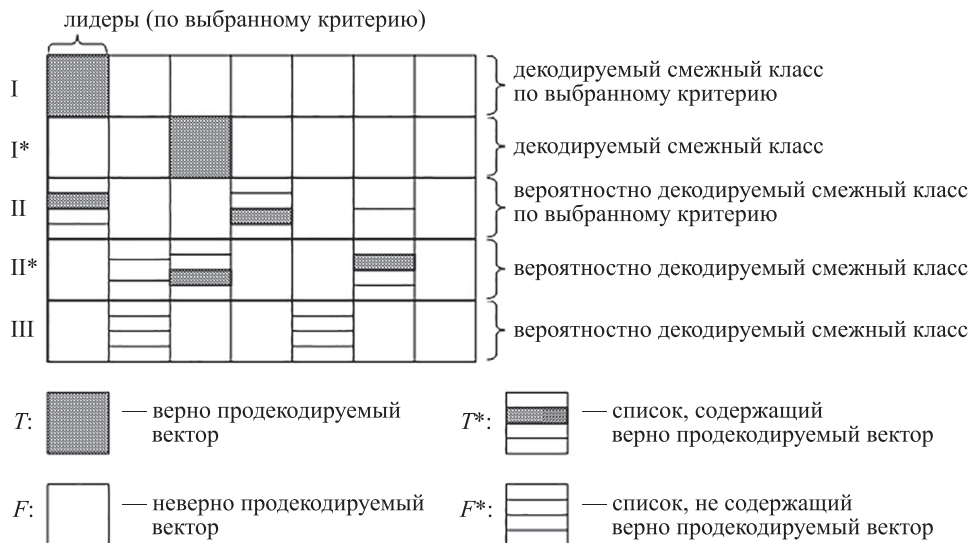 лидеры (по выбранному критерию)
I
декодируемый смежный класс
по выбранному критерию
I*
декодируемый смежный класс
II
вероятностно декодируемый смежный класс
по выбранному критерию
II*
вероятностно декодируемый смежный класс
III
вероятностно декодируемый смежный класс
T:
— верно продекодируемый
вектор
T*:
— список, содержащий
верно продекодируемый вектор
F:
— неверно продекодируемый
вектор
F*:
— список, не содержащий
верно продекодируемый вектор